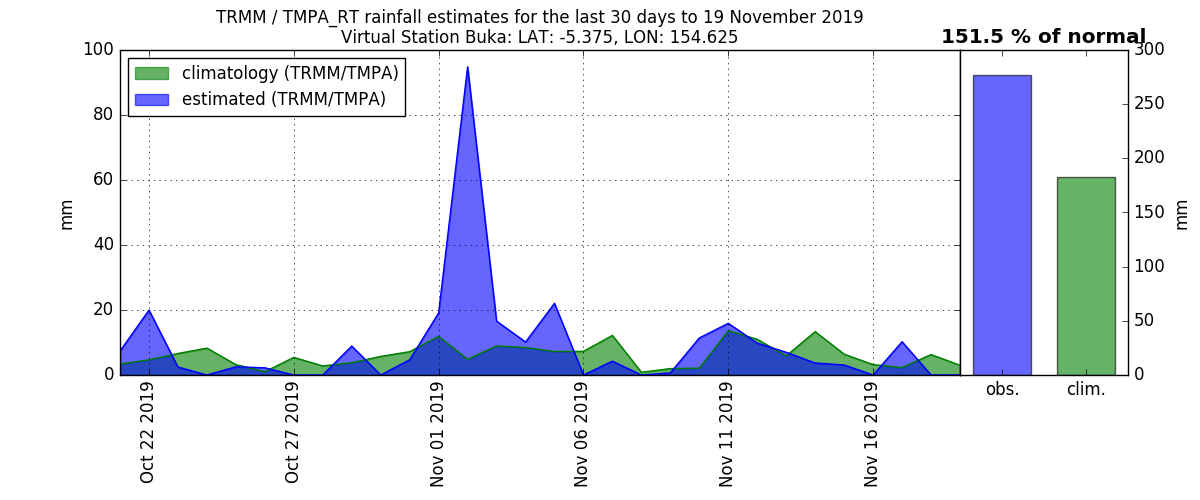 TRMM / TMPA_RT rainfall estimates for the last 30 days to 19 November 2019
Virtual Station Buka: LAT: -5.375, LON: 154.625
151.5 % of normal
climatology (TRMM/TMPA)
estimated (TRMM/TMPA)
100
80
60
40
20
0
mm
Oct 22 2019
Oct 27 2019
Nov 01 2019
Nov 06 2019
Nov 11 2019
Nov 16 2019
300
250
200
150
100
50
0
mm
obs.
clim.